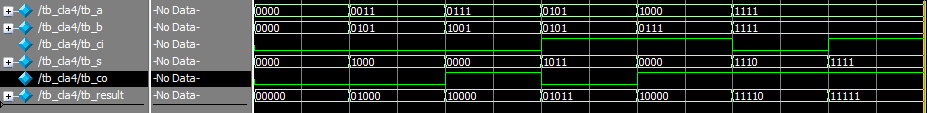 /tb_cla4/tb_a -No Data- 0000 0011 0111 0101 1000 1111
/tb_cla4/tb_b -No Data- 0000 0101 1001 0101 0111 1111
/tb_cla4/tb_ci -No Data-
/tb_cla4/tb_s -No Data- 0000 1000 0000 1011 0000 1110 1111
/tb_cla4/tb_co -No Data-
/tb_cla4/tb_result -No Data- 00000 01000 10000 01011 10000 11110 11111